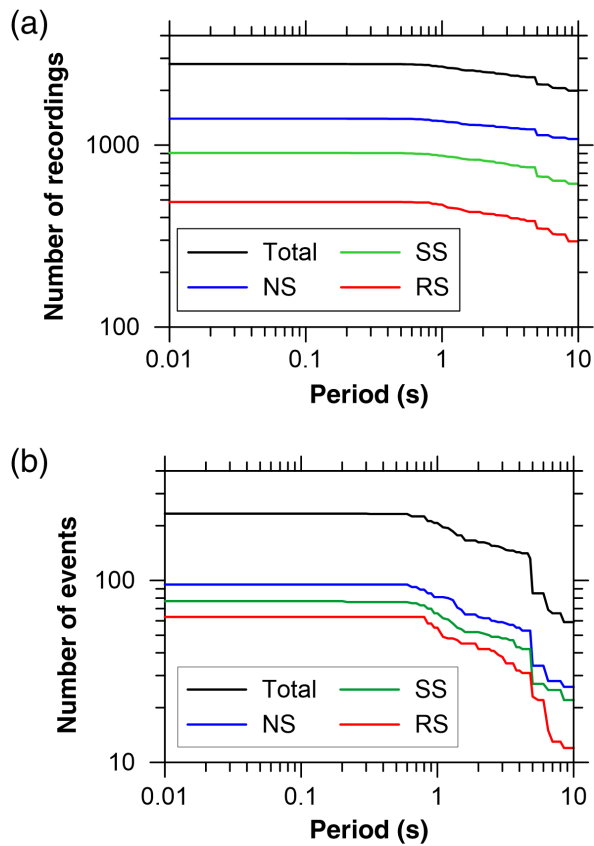 (a)
Number of recordings
1000
100
Total
SS
NS
RS
0.01
0.1
1
10
Period (s)
(b)
Number of events
100
10
Total
SS
NS
RS
0.01
0.1
1
10
Period (s)